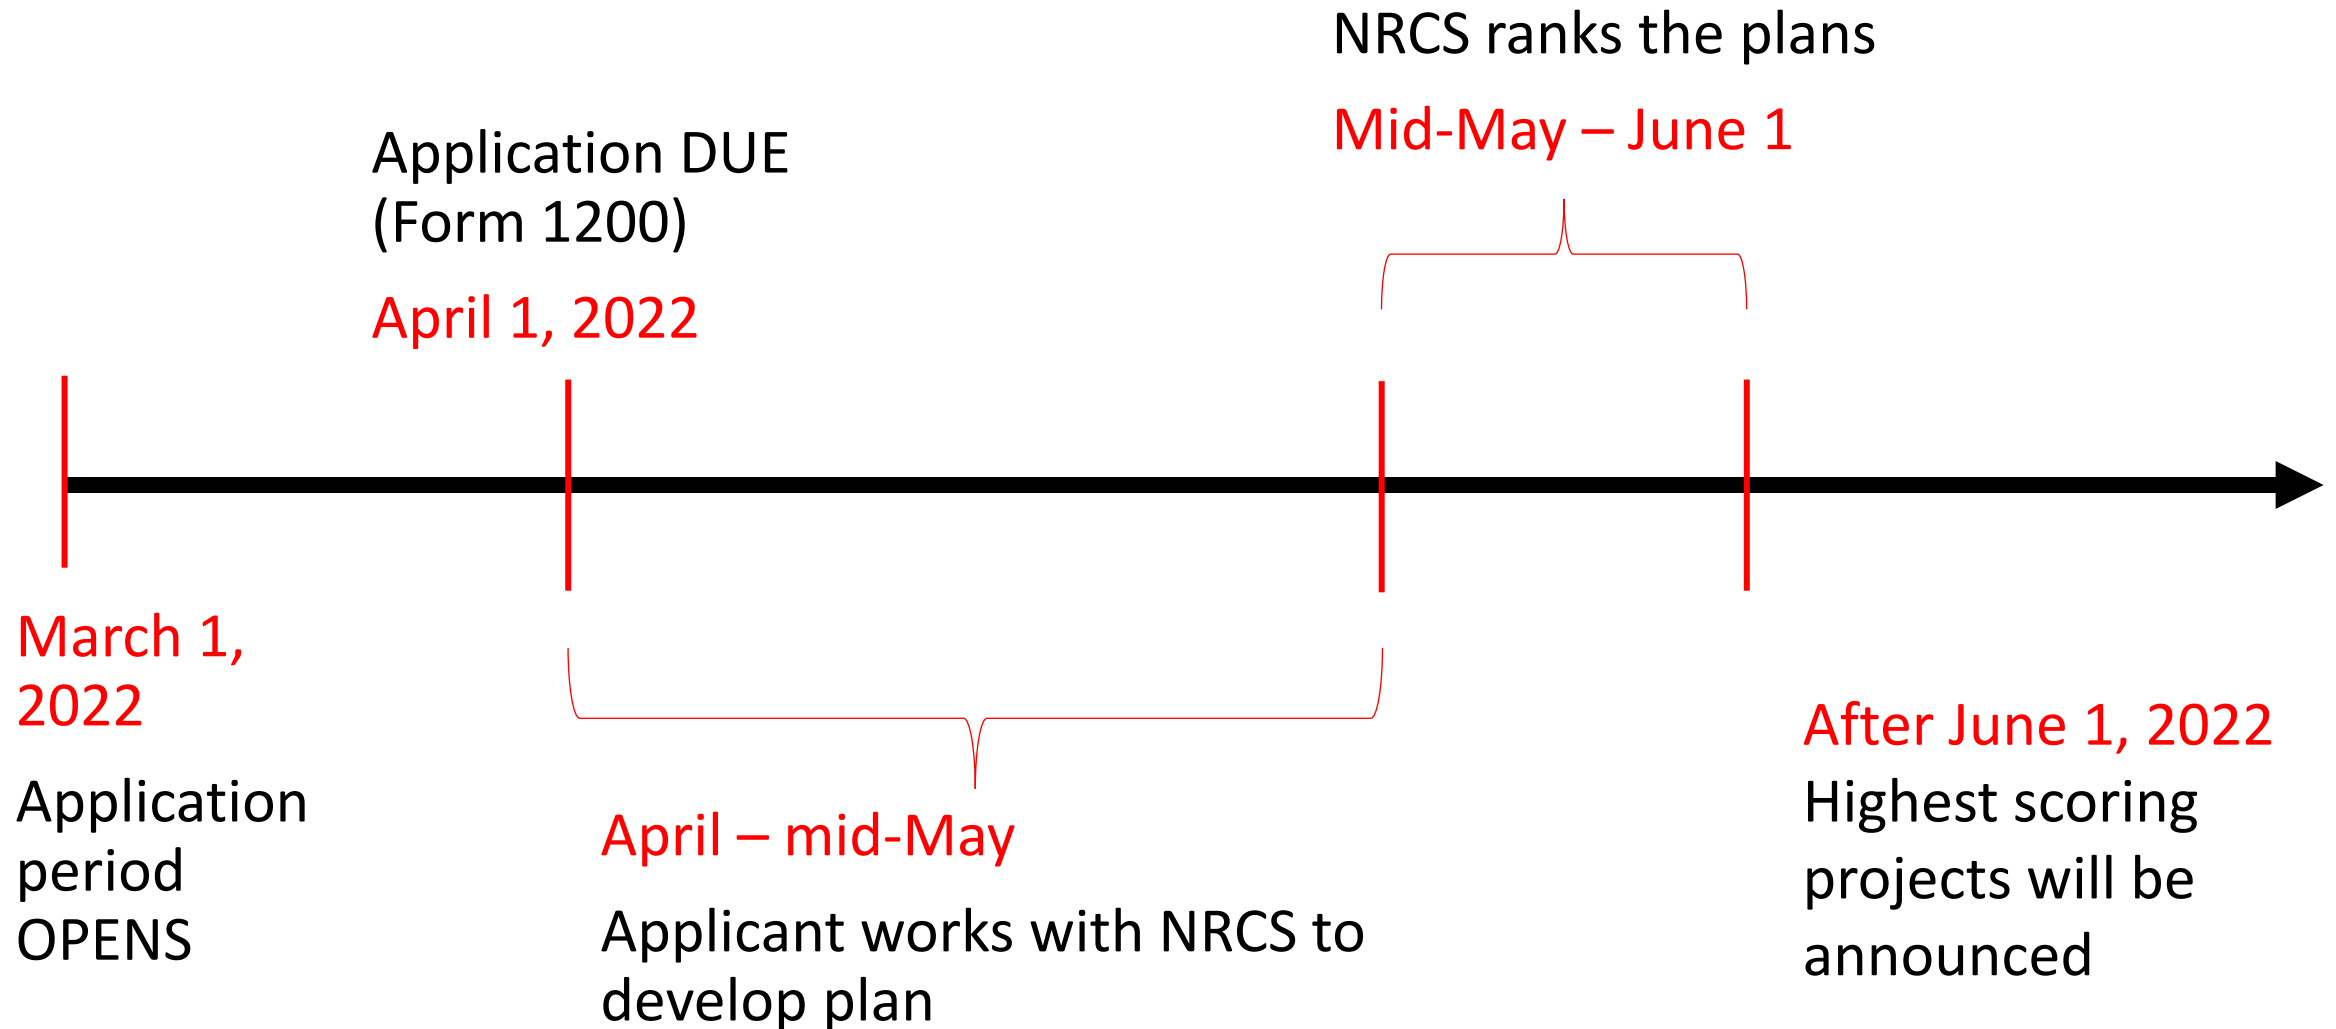 NRCS ranks the plans
Mid-May – June 1
Application DUE
(Form 1200)
April 1, 2022
March 1,
2022
Application
period
OPENS
April – mid-May
Applicant works with NRCS to
develop plan
After June 1, 2022
Highest scoring
projects will be
announced